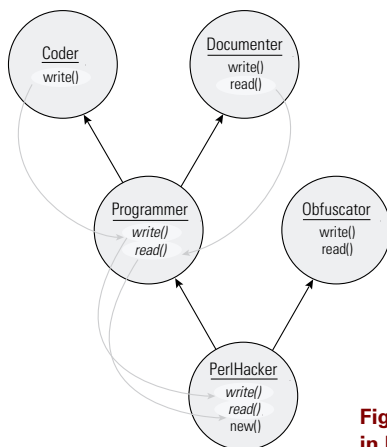 Coder
write()
Documenter
write()
read()
Programmer
write()
read()
Obfuscator
write()
read()
PerlHacker
write()
read()
new()
Fig
in